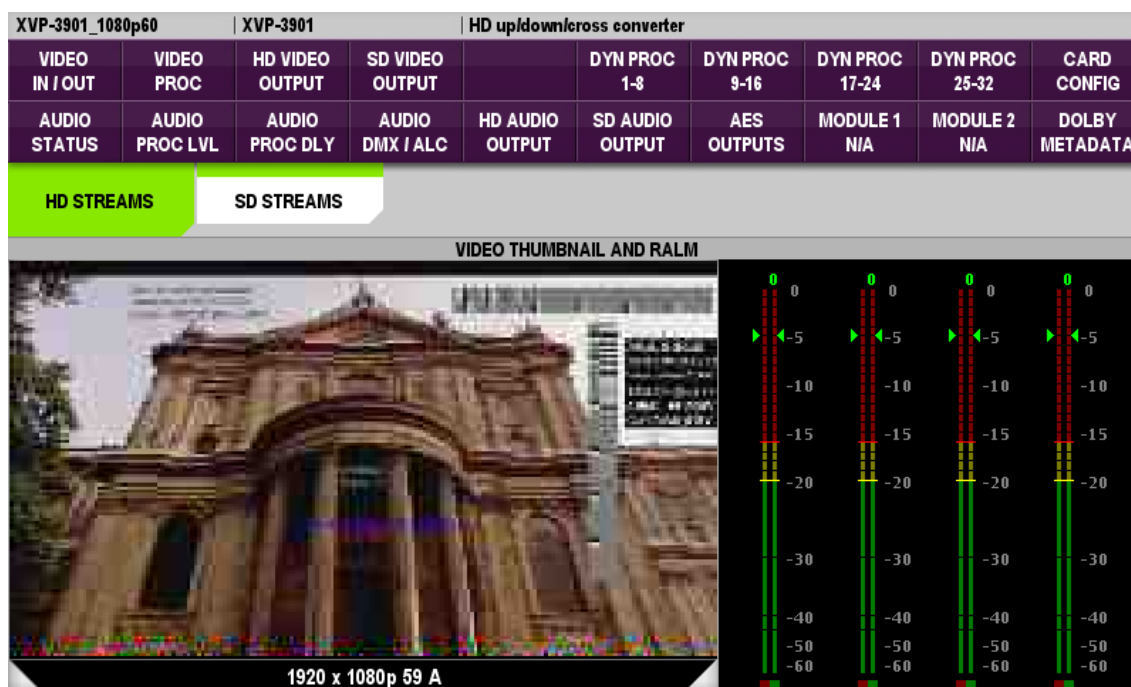 XVP-3901_1080p60 | XVP-3901 | HD up/down/cross converter
VIDEO IN / OUT
VIDEO PROC
HD VIDEO OUTPUT
SD VIDEO OUTPUT
DYN PROC 1-8
DYN PROC 9-16
DYN PROC 17-24
DYN PROC 25-32
CARD CONFIG
AUDIO STATUS
AUDIO PROC LVL
AUDIO PROC DLY
AUDIO DMX / ALC
HD AUDIO OUTPUT
SD AUDIO OUTPUT
AES OUTPUTS
MODULE 1 N/A
MODULE 2 N/A
DOLBY METADATA
HD STREAMS
SD STREAMS
VIDEO THUMBNAIL AND RALM
0 0 0 0
0 0 0 0
-5 -5 -5 -5
-10 -10 -10 -10
-15 -15 -15 -15
-20 -20 -20 -20
-30 -30 -30 -30
-40 -40 -40 -40
-50 -50 -50 -50
-60 -60 -60 -60
1920 x 1080p 59 A